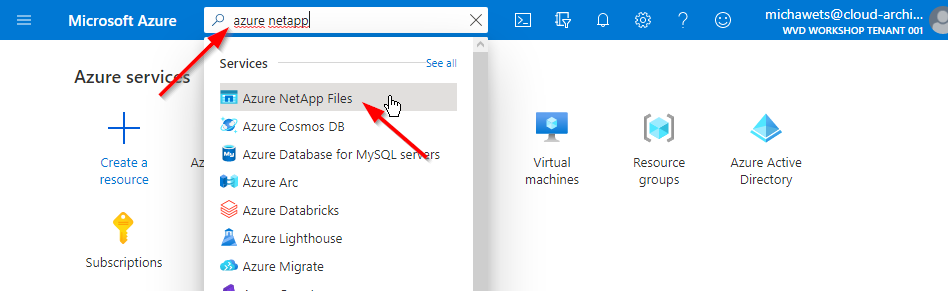 Microsoft Azure
azure netapp
michawets@cloud-archi...
WVD WORKSHOP TENANT 001
Azure services
Services
See all
Azure NetApp Files
Azure Cosmos DB
Azure Database for MySQL servers
Azure Arc
Azure Databricks
Azure Lighthouse
Azure Migrate
Create a
resource
Virtual
machines
Resource
groups
Azure Active
Directory
Subscriptions